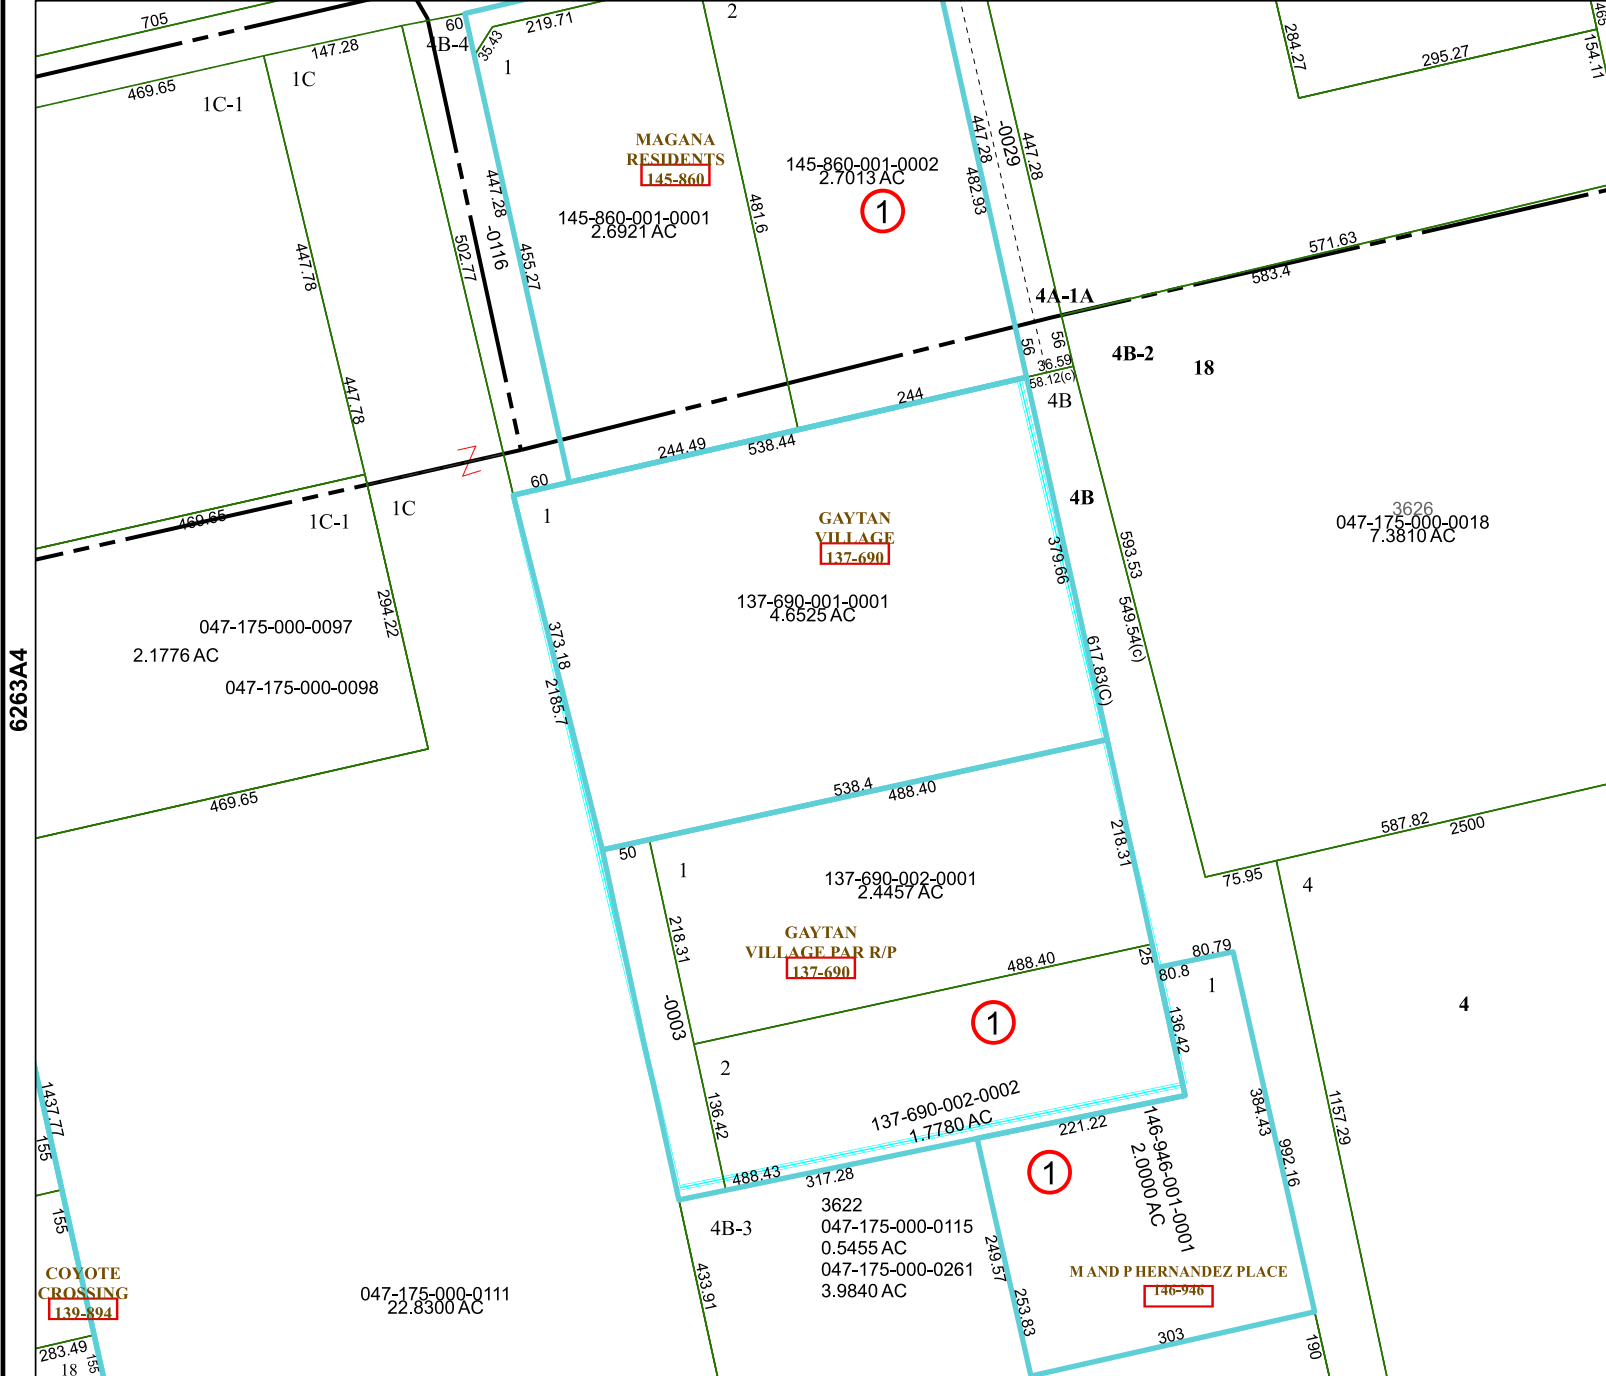 705
60
219.71
2
465
147.28
4B-4
35.43
1
284.27
295.27
154.11
469.65
1C-1
1C
MAGANA
RESIDENTS
145-860
145-860-001-0002
2.7013 AC
1
447.28
-0029
447.28
482.93
447.28
-0116
455.27
502.77
447.78
145-860-001-0001
2.6921 AC
481.6
571.63
583.4
4A-1A
56
56
36.59
58.12(c)
4B-2
18
4B
447.78
244
244.49
538.44
60
469.65
1C-1
1C
1
GAYTAN
VILLAGE
137-690
4B
3626
047-175-000-0018
7.3810 AC
379.66
593.53
549.54(c)
617.83(C)
137-690-001-0001
4.6525 AC
294.22
373.18
2185.7
047-175-000-0097
2.1776 AC
047-175-000-0098
6263A4
469.65
538.4
488.40
218.31
587.82
2500
75.95
4
50
1
137-690-002-0001
2.4457 AC
218.31
GAYTAN
VILLAGE PAR R/P
137-690
488.40
25
80.79
80.8
1
4
-0003
1
136.42
2
136.42
137-690-002-0002
1.7780 AC
221.22
146-946-001-0001
2.0000 AC
384.43
992.16
1157.29
1437.77
155
155
1
488.43
317.28
3622
047-175-000-0115
0.5455 AC
047-175-000-0261
3.9840 AC
4B-3
433.91
249.57
253.83
M AND P HERNANDEZ PLACE
146-946
303
190
COYOTE
CROSSING
139-894
047-175-000-0111
22.8300 AC
283.49
18
155